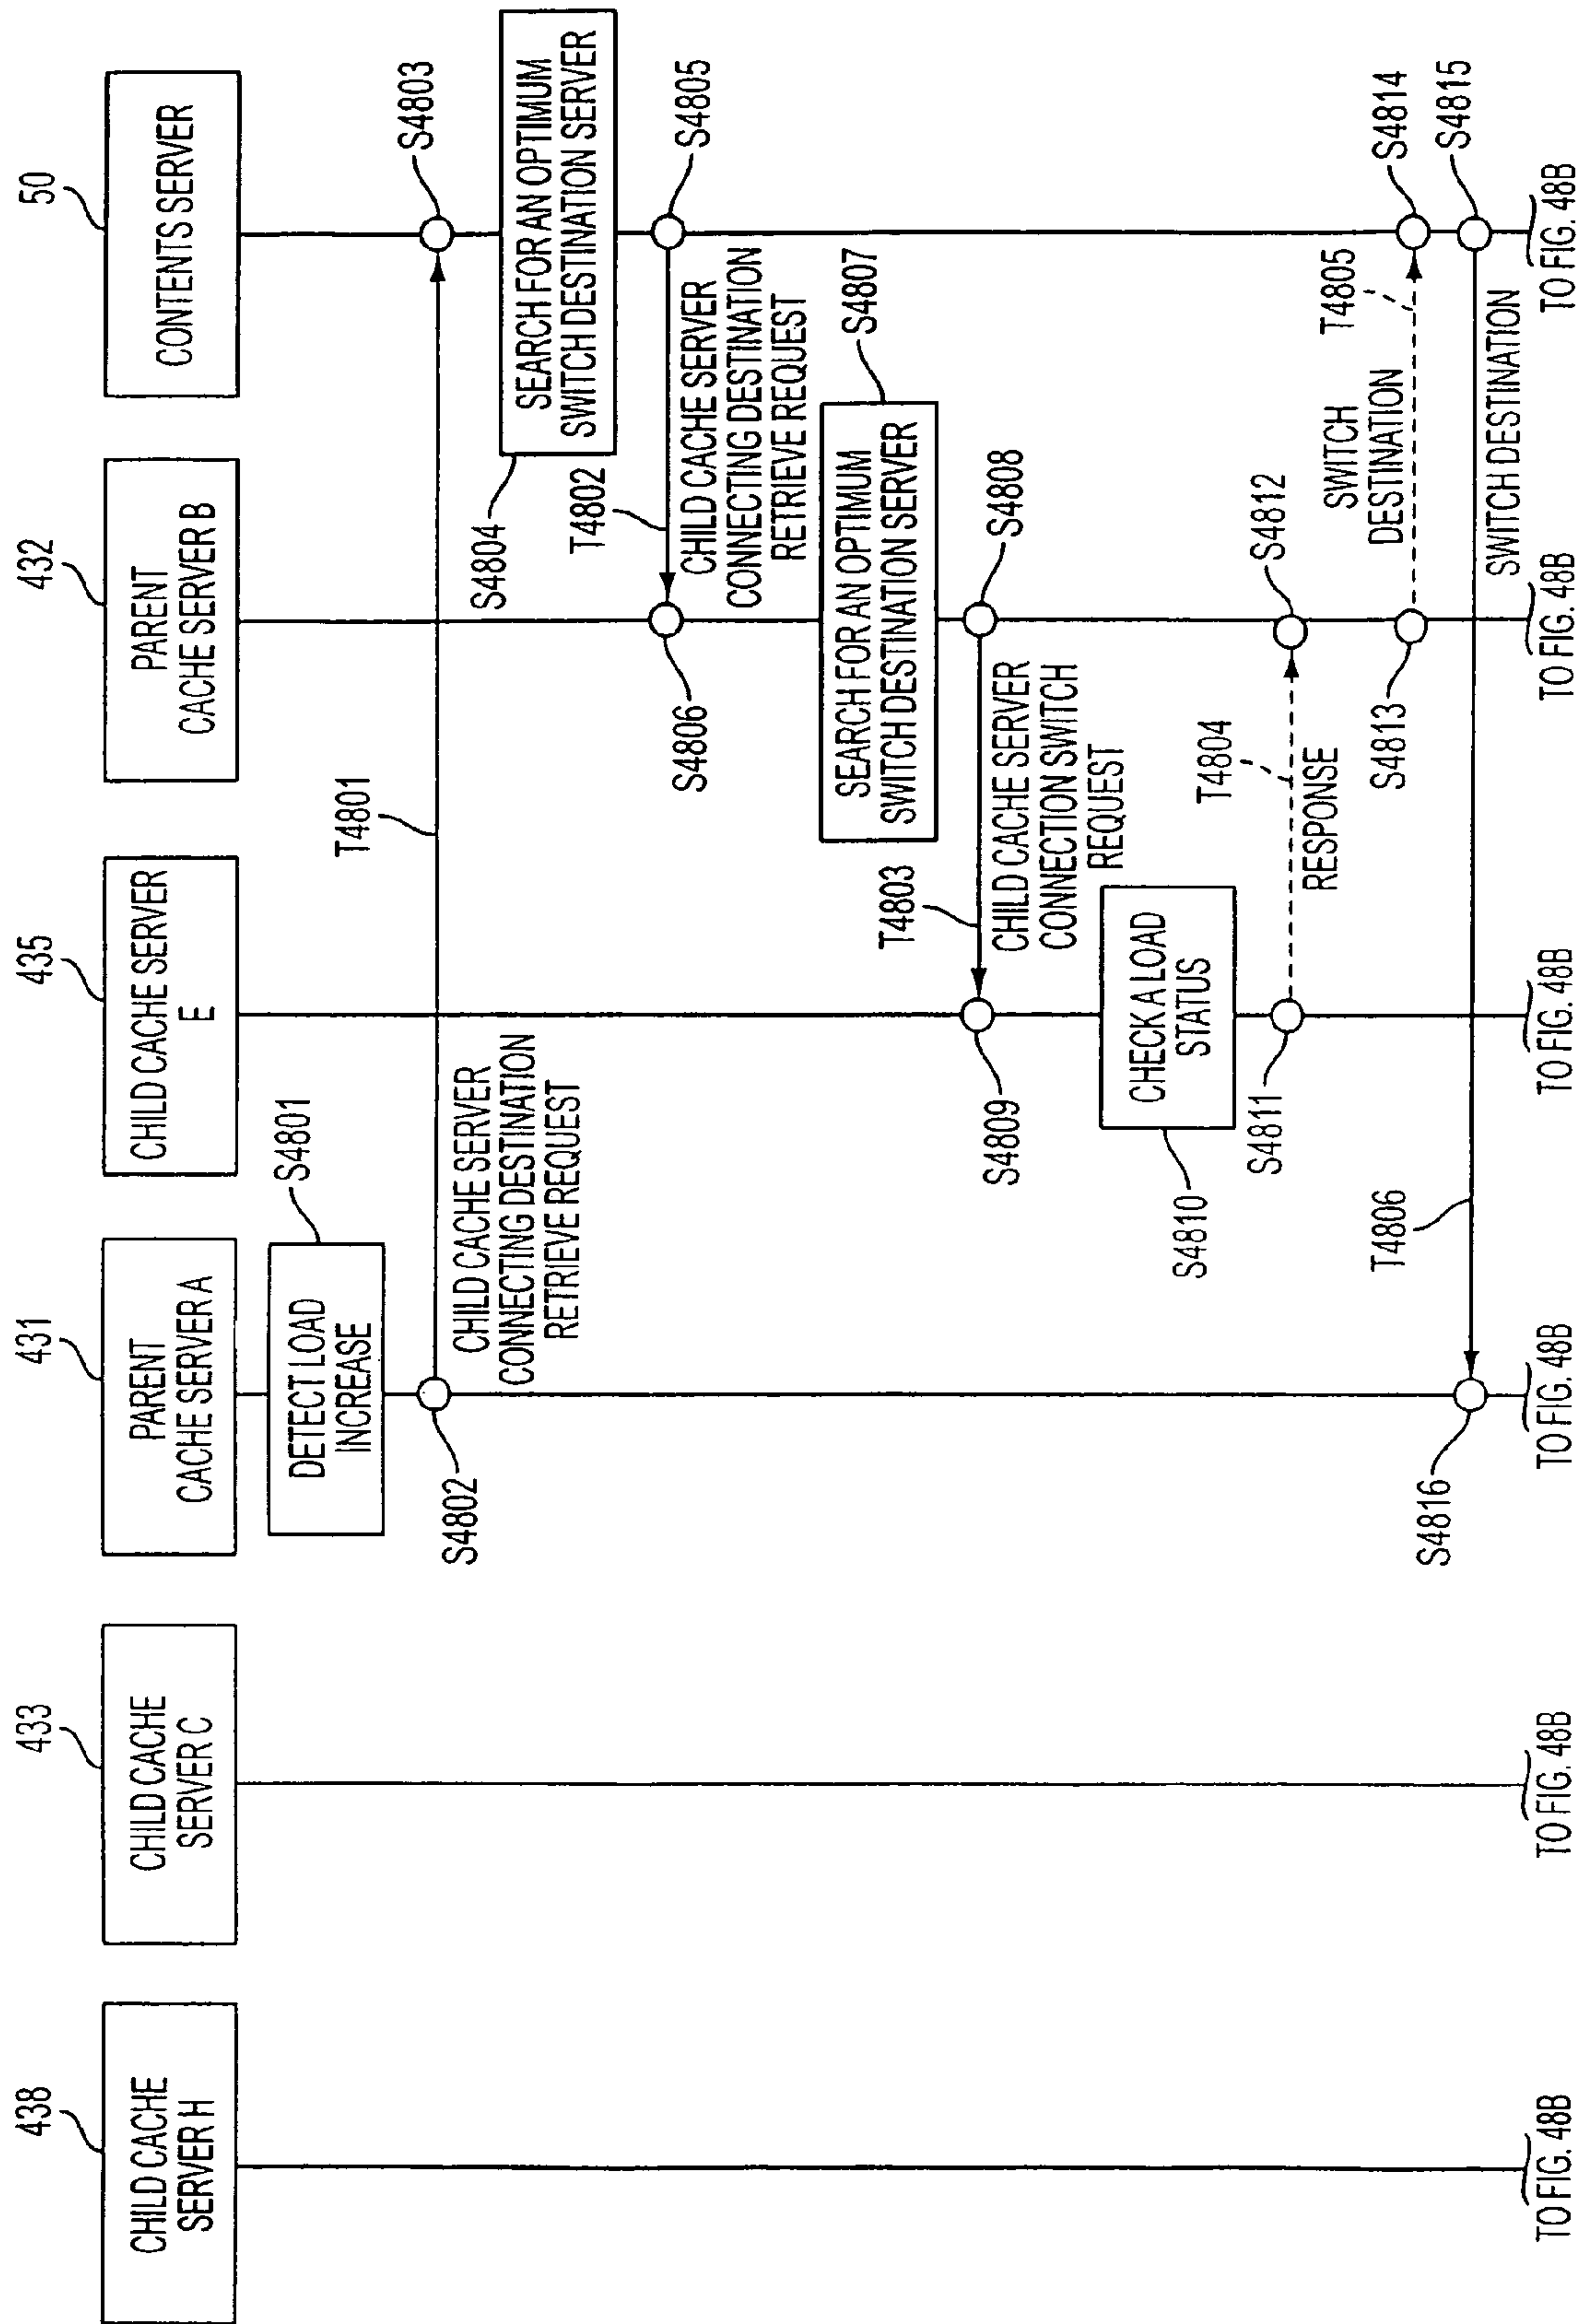 438
CHILD CACHE
SERVER H
433
CHILD CACHE
SERVER C
431
PARENT
CACHE SERVER A
435
CHILD CACHE SERVER
E
432
PARENT
CACHE SERVER B
50
CONTENTS SERVER
DETECT LOAD
INCREASE
S4801
S4802
T4801
S4803
CHILD CACHE SERVER
CONNECTING DESTINATION
RETRIEVE REQUEST
SEARCH FOR AN OPTIMUM
SWITCH DESTINATION SERVER
S4804
S4805
T4802
CHILD CACHE SERVER
CONNECTING DESTINATION
RETRIEVE REQUEST
S4806
S4807
SEARCH FOR AN OPTIMUM
SWITCH DESTINATION SERVER
S4808
T4803
CHILD CACHE SERVER
CONNECTION SWITCH
REQUEST
S4809
CHECK A LOAD
STATUS
S4810
S4811
T4804
RESPONSE
S4812
S4813
SWITCH
DESTINATION
T4805
S4814
S4815
T4806
SWITCH DESTINATION
S4816
TO FIG. 48B
TO FIG. 48B
TO FIG. 48B
TO FIG. 48B
TO FIG. 48B
TO FIG. 48B